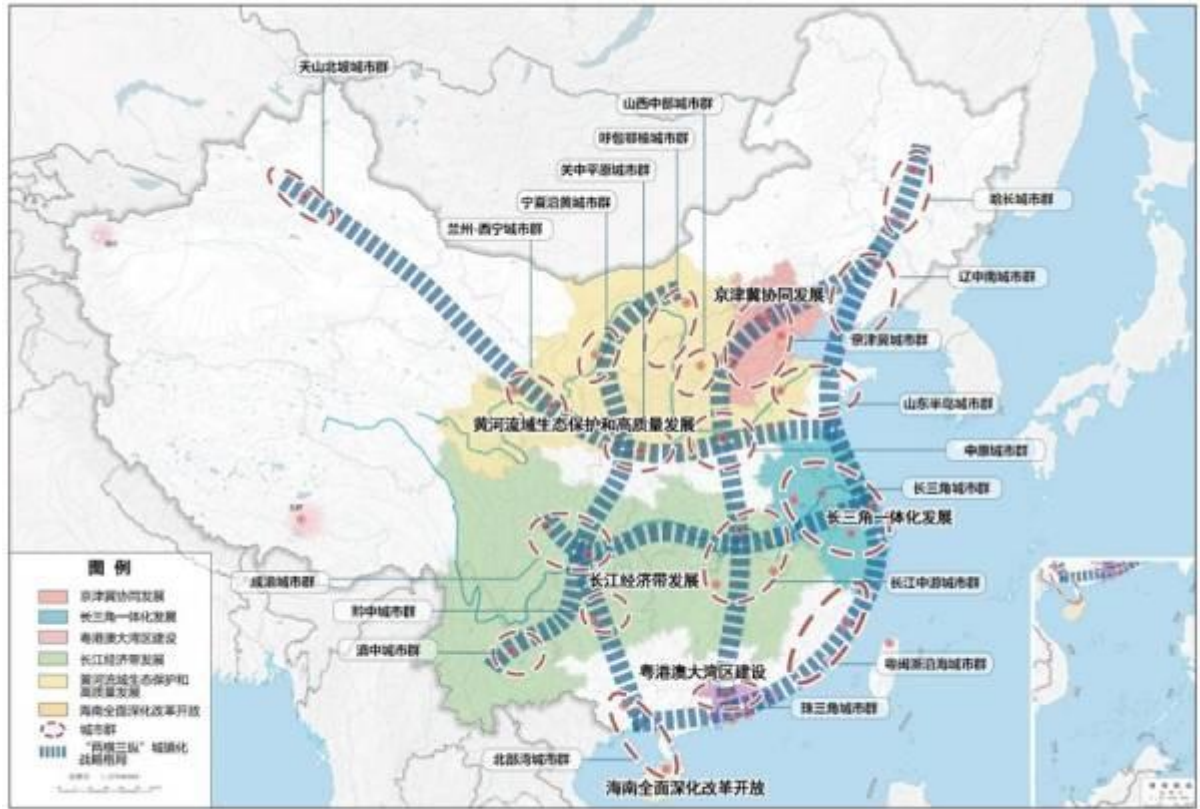 天山北坡城市群
山西中部城市群
呼包鄂榆城市群
关中平原城市群
宁夏沿黄城市群
兰州-西宁城市群
哈长城市群
辽中南城市群
京津冀协同发展
京津冀城市群
山东半岛城市群
黄河流域生态保护和高质量发展
中原城市群
长三角城市群
长三角一体化发展
成渝城市群
长江经济带发展
长江中游城市群
黔中城市群
滇中城市群
粤闽浙沿海城市群
粤港澳大湾区建设
珠三角城市群
北部湾城市群
海南全面深化改革开放
图 例
京津冀协同发展
长三角一体化发展
粤港澳大湾区建设
长江经济带发展
黄河流域生态保护和
高质量发展
海南全面深化改革开放
城市群
“两横三纵”城镇化
战略格局